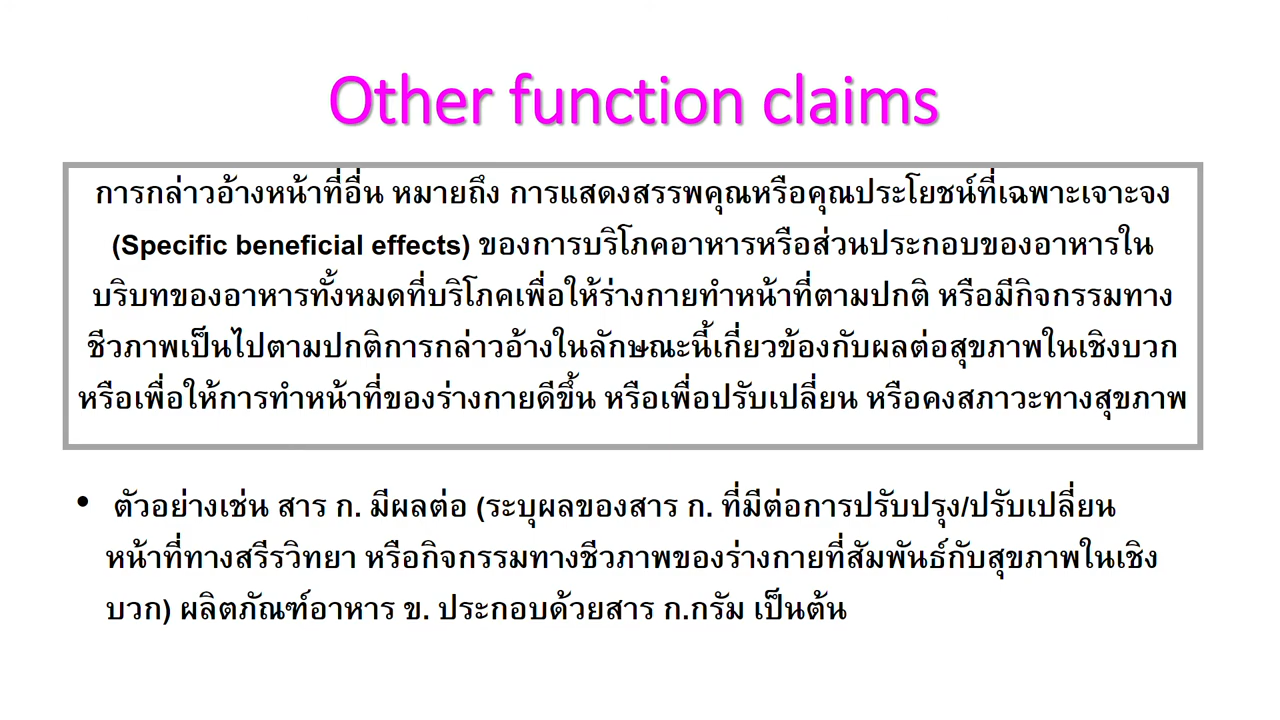 Other function claims
การกล่าวอ้างหน้าที่อื่น หมายถึง การแสดงสรรพคุณหรือคุณประโยชน์ที่เฉพาะเจาะจง
(Specific beneficial effects) ของการบริโภคอาหารหรือส่วนประกอบของอาหารใน
บริบทของอาหารทั้งหมดที่บริโภคเพื่อให้ร่างกายทำหน้าที่ตามปกติ หรือมีกิจกรรมทาง
ชีวภาพเป็นไปตามปกติการกล่าวอ้างในลักษณะนี้เกี่ยวข้องกับผลต่อสุขภาพในเชิงบวก
หรือเพื่อให้การทำหน้าที่ของร่างกายดีขึ้น หรือเพื่อปรับเปลี่ยน หรือคงสภาวะทางสุขภาพ
• ตัวอย่างเช่น สาร ก. มีผลต่อ (ระบุผลของสาร ก. ที่มีต่อการปรับปรุง/ปรับเปลี่ยน
หน้าที่ทางสรีรวิทยา หรือกิจกรรมทางชีวภาพของร่างกายที่สัมพันธ์กับสุขภาพในเชิง
บวก) ผลิตภัณฑ์อาหาร ข. ประกอบด้วยสาร ก.กรัม เป็นต้น